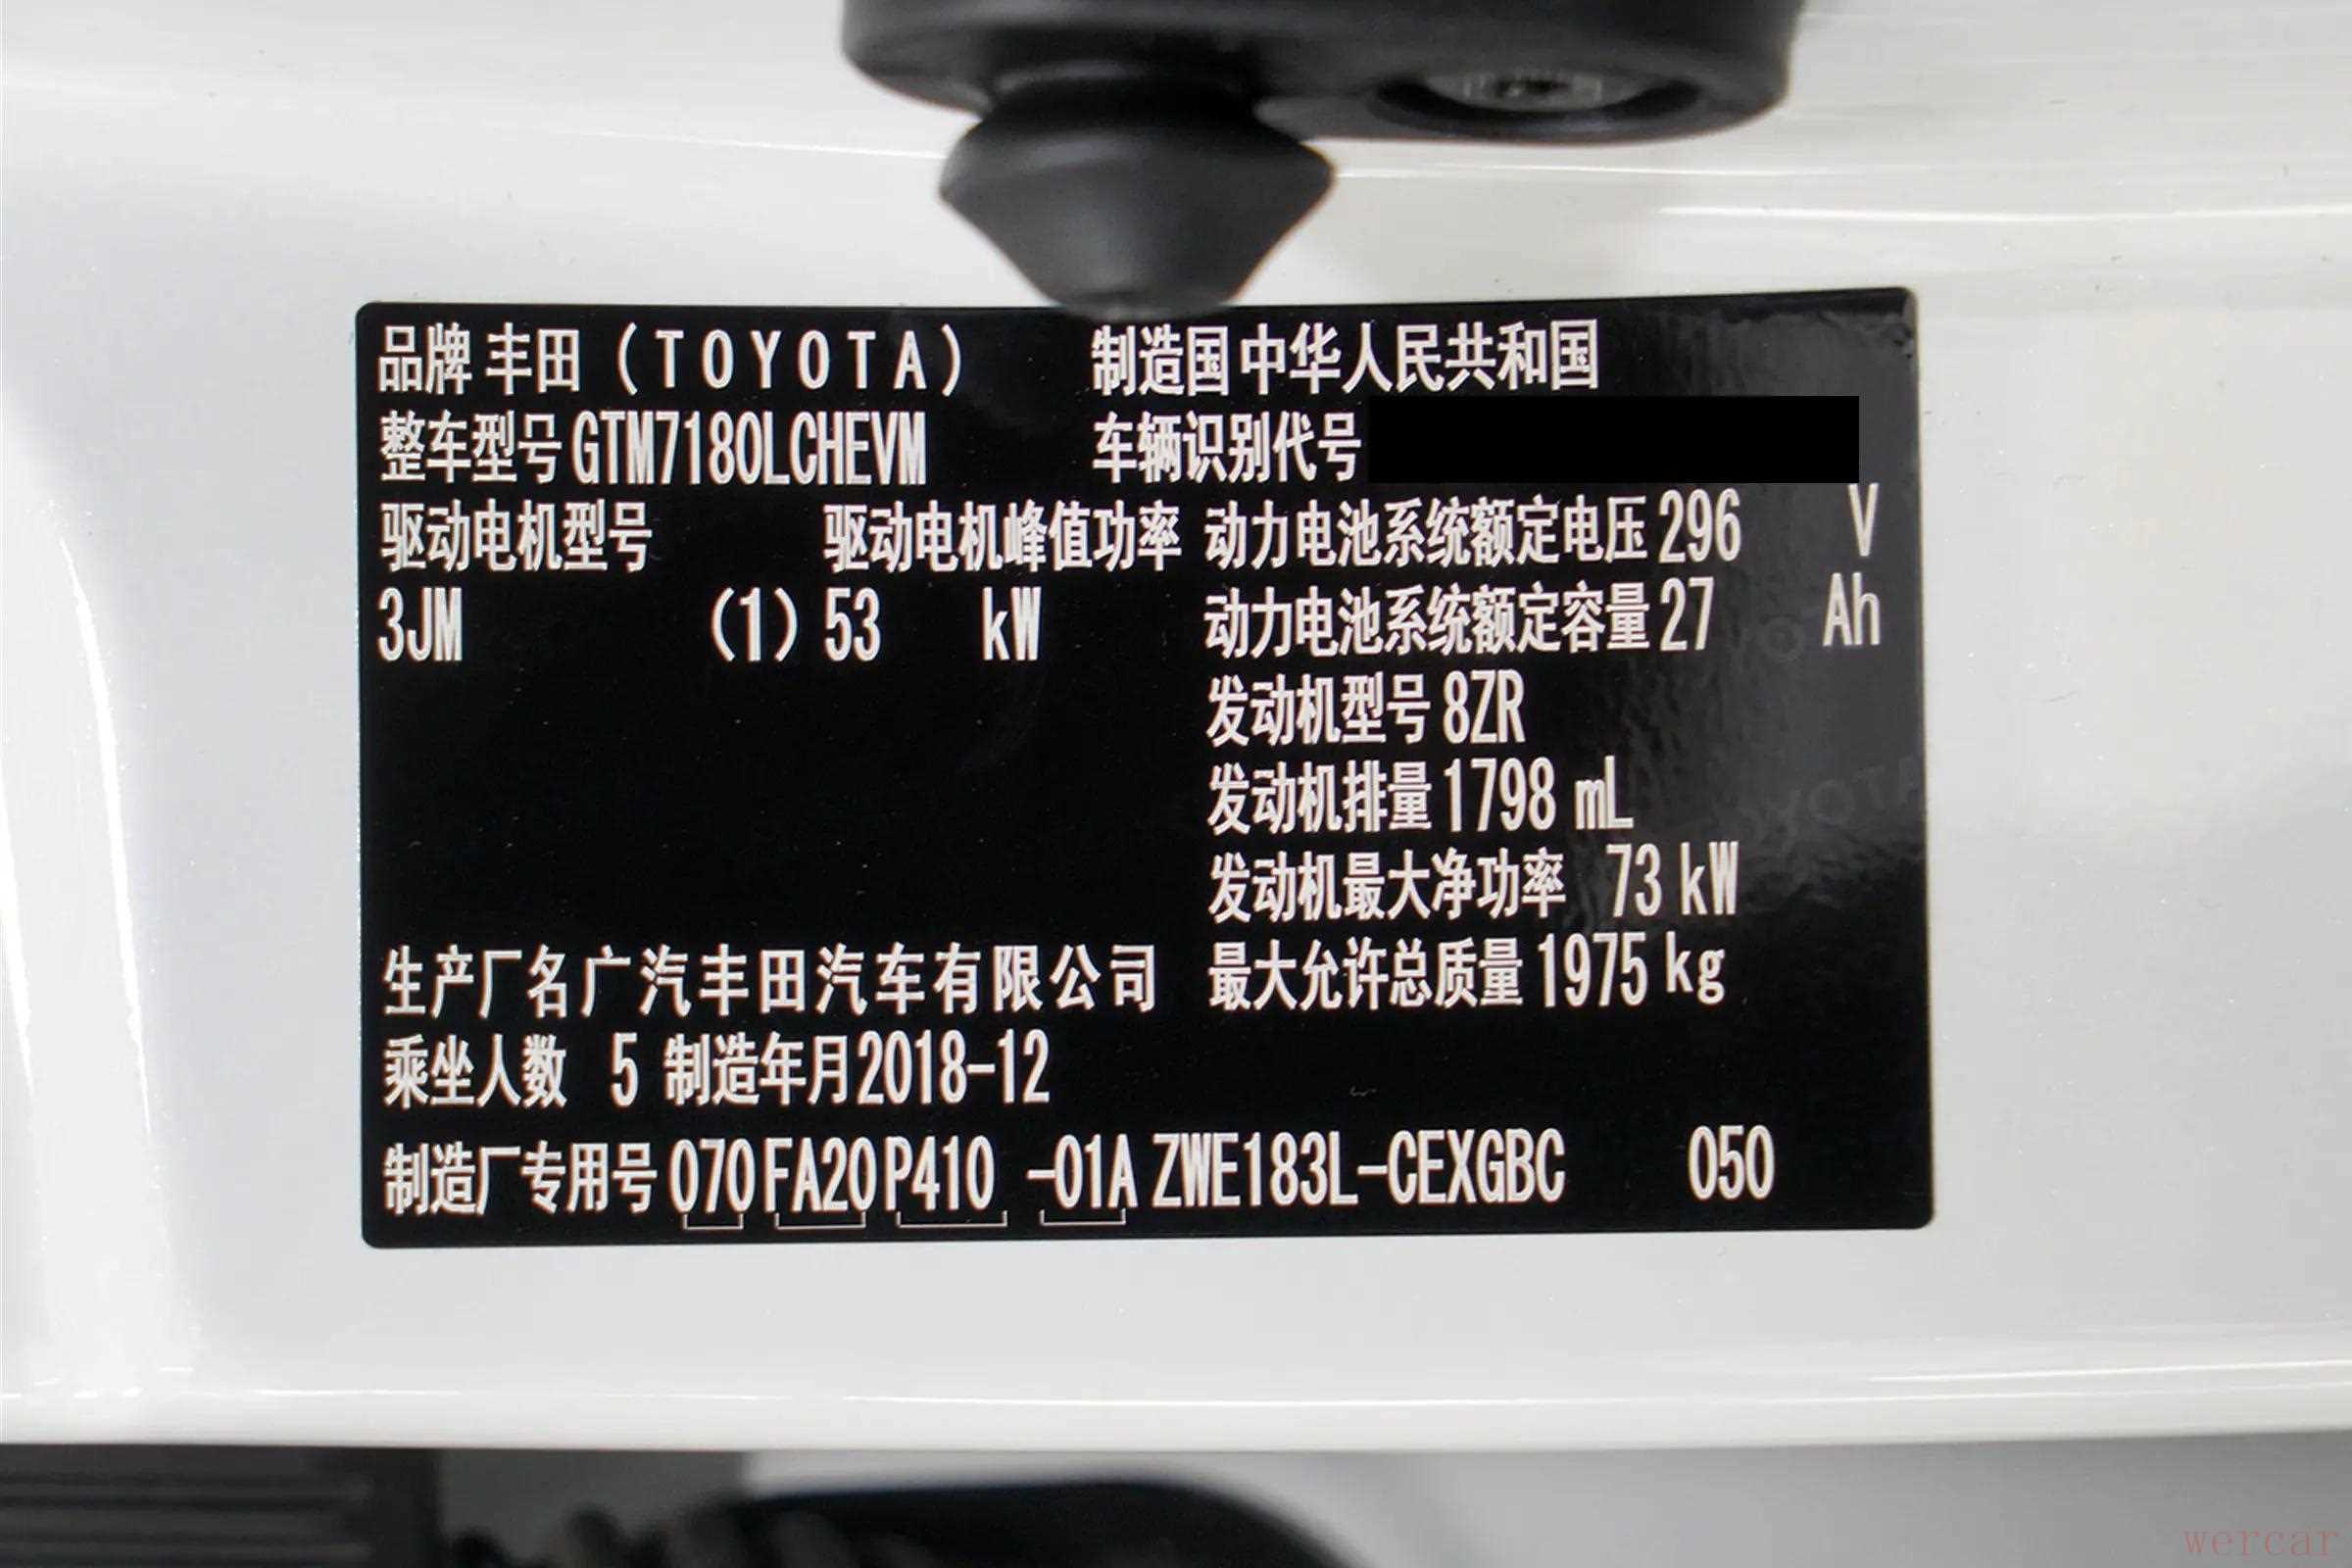 品牌 丰田（TOYOTA） 制造国 中华人民共和国
整车型号 GTM7180LCHEVM 车辆识别代号
驱动电机型号 驱动电机峰值功率 动力电池系统额定电压 296 V
3JM (1) 53 kW 动力电池系统额定容量 27 Ah
发动机型号 8ZR
发动机排量 1798 mL
发动机最大净功率 73 kW
生产厂名 广汽丰田汽车有限公司 最大允许总质量 1975 kg
乘坐人数 5 制造年月 2018-12
制造厂专用号 070 FA20 P410 -01A ZWE183L-CEXGBC 050
wercar